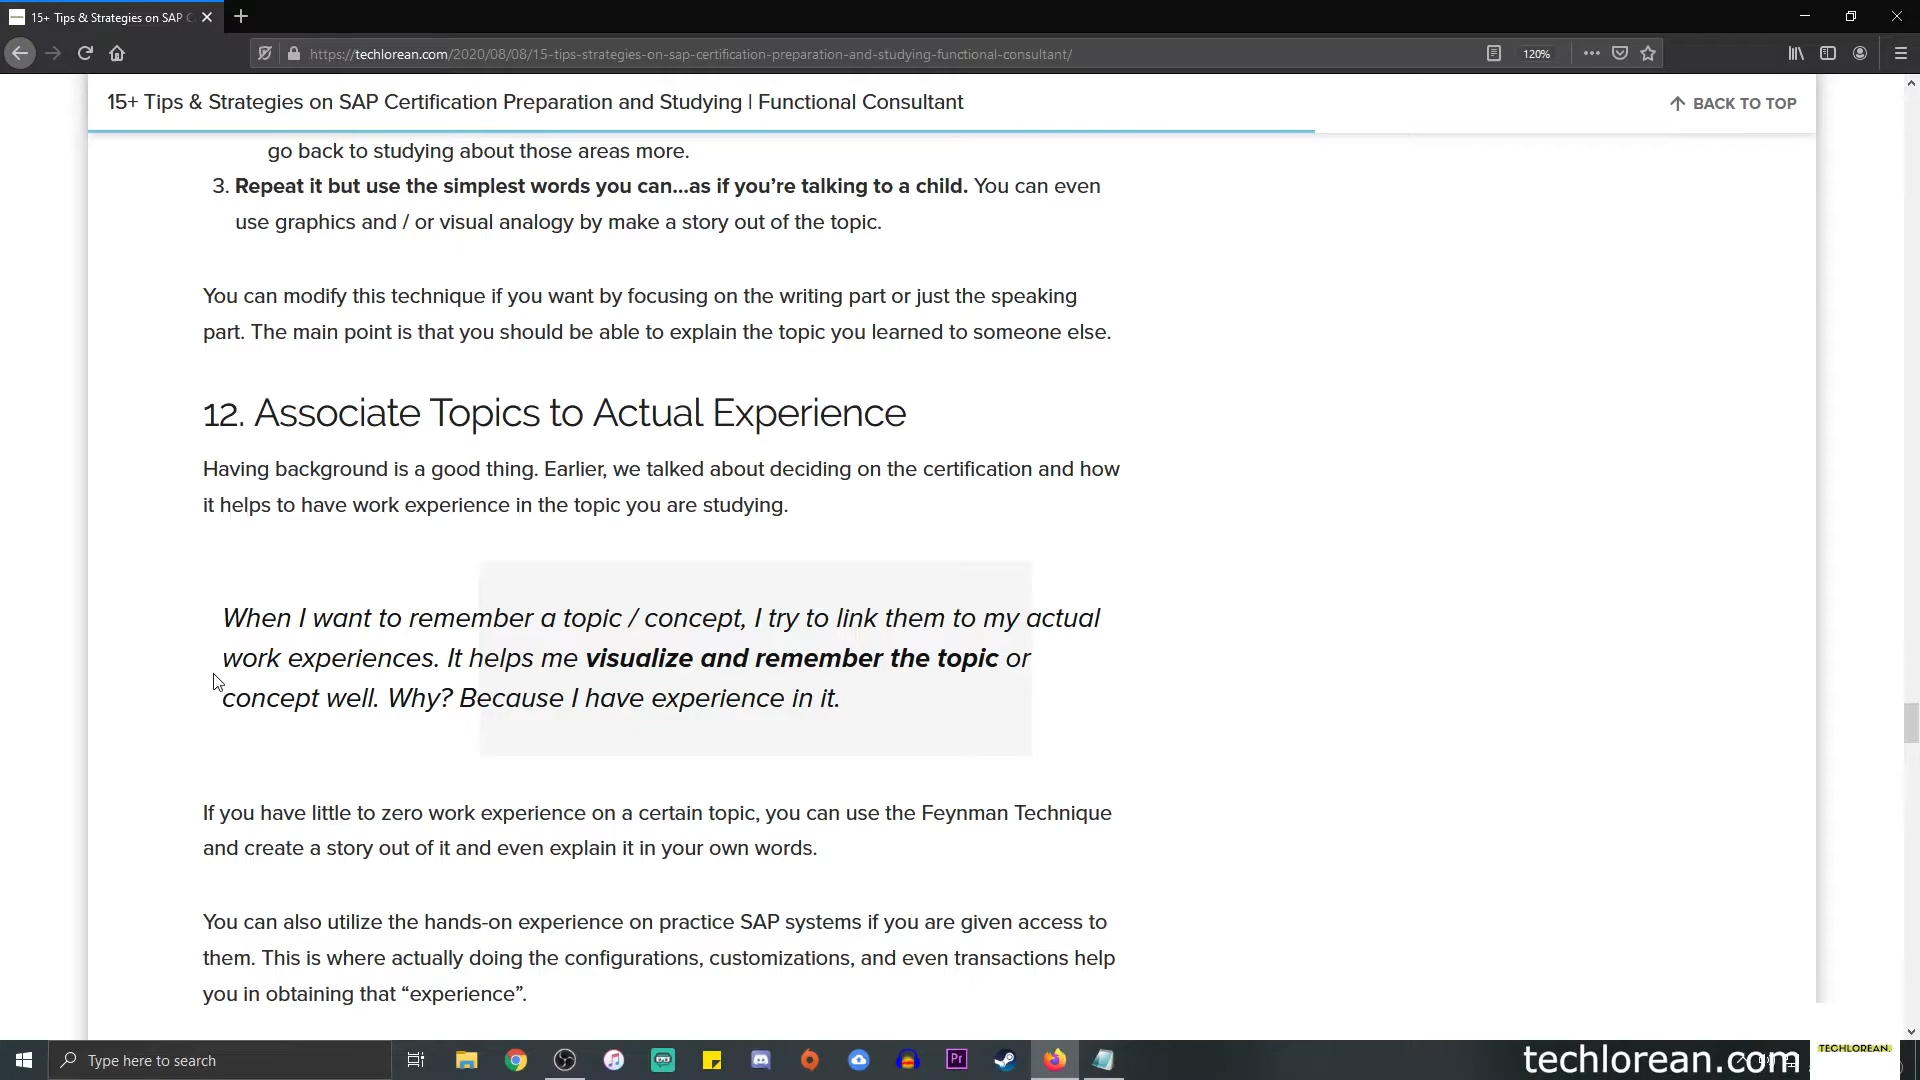 15+ Tips & Strategies on SAP C
https://techlorean.com/2020/08/08/15-tips-strategies-on-sap-certification-preparation-and-studying-functional-consultant/
120%
15+ Tips & Strategies on SAP Certification Preparation and Studying | Functional Consultant
BACK TO TOP
go back to studying about those areas more.
3. Repeat it but use the simplest words you can...as if you’re talking to a child. You can even
use graphics and / or visual analogy by make a story out of the topic.
You can modify this technique if you want by focusing on the writing part or just the speaking
part. The main point is that you should be able to explain the topic you learned to someone else.
12. Associate Topics to Actual Experience
Having background is a good thing. Earlier, we talked about deciding on the certification and how
it helps to have work experience in the topic you are studying.
When I want to remember a topic / concept, I try to link them to my actual
work experiences. It helps me visualize and remember the topic or
concept well. Why? Because I have experience in it.
If you have little to zero work experience on a certain topic, you can use the Feynman Technique
and create a story out of it and even explain it in your own words.
You can also utilize the hands-on experience on practice SAP systems if you are given access to
them. This is where actually doing the configurations, customizations, and even transactions help
you in obtaining that “experience”.
Type here to search
Pr
techlorean.com
TECHLOREAN.